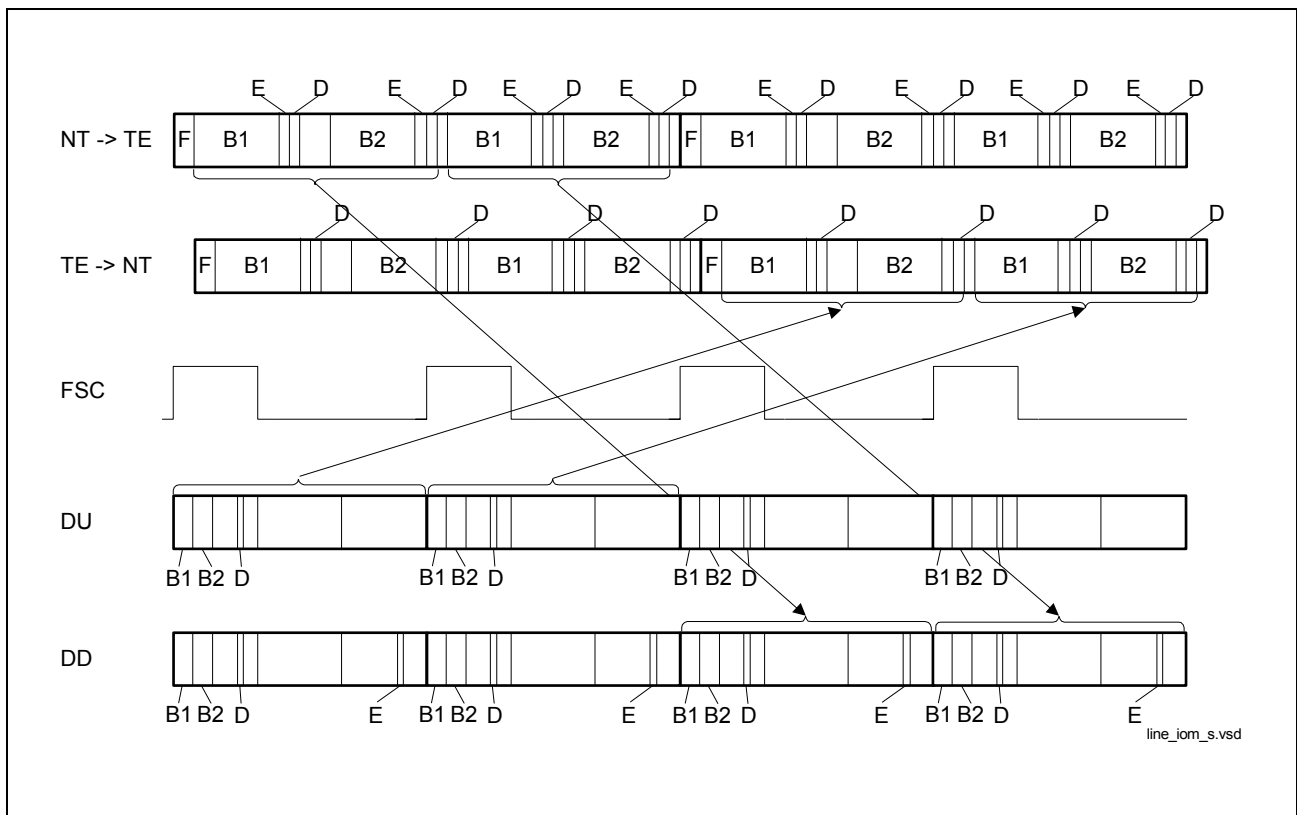 E D E D E D E D E D E D E D E D
NT -> TE F B1 B2 B1 B2 F B1 B2 B1 B2
D D D D D D D D
TE -> NT F B1 B2 B1 B2 F B1 B2 B1 B2
FSC
DU
B1 B2 D B1 B2 D B1 B2 D B1 B2 D
DD
B1 B2 D E B1 B2 D E B1 B2 D E B1 B2 D E
line_iom_s.vsd